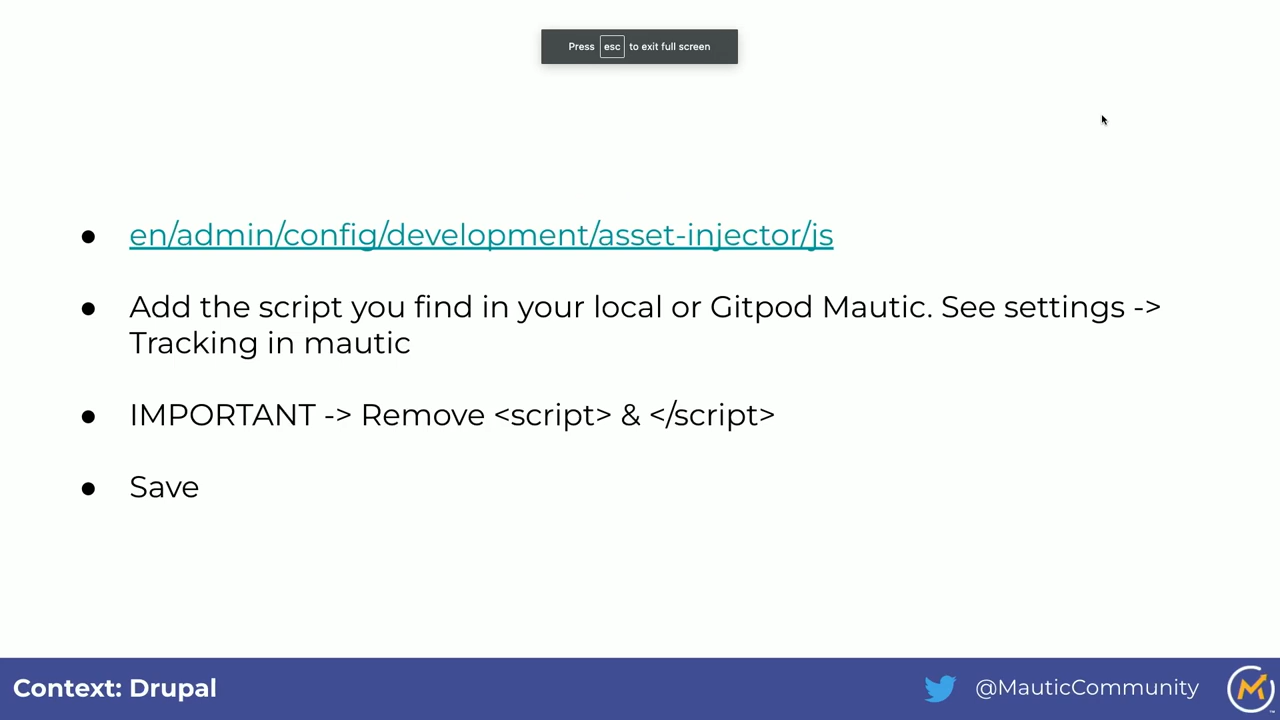 Press esc to exit full screen
en/admin/config/development/asset-injector/js
Add the script you find in your local or Gitpod Mautic. See settings ->
Tracking in mautic
IMPORTANT -> Remove <script> & </script>
Save
Context: Drupal
@MauticCommunity